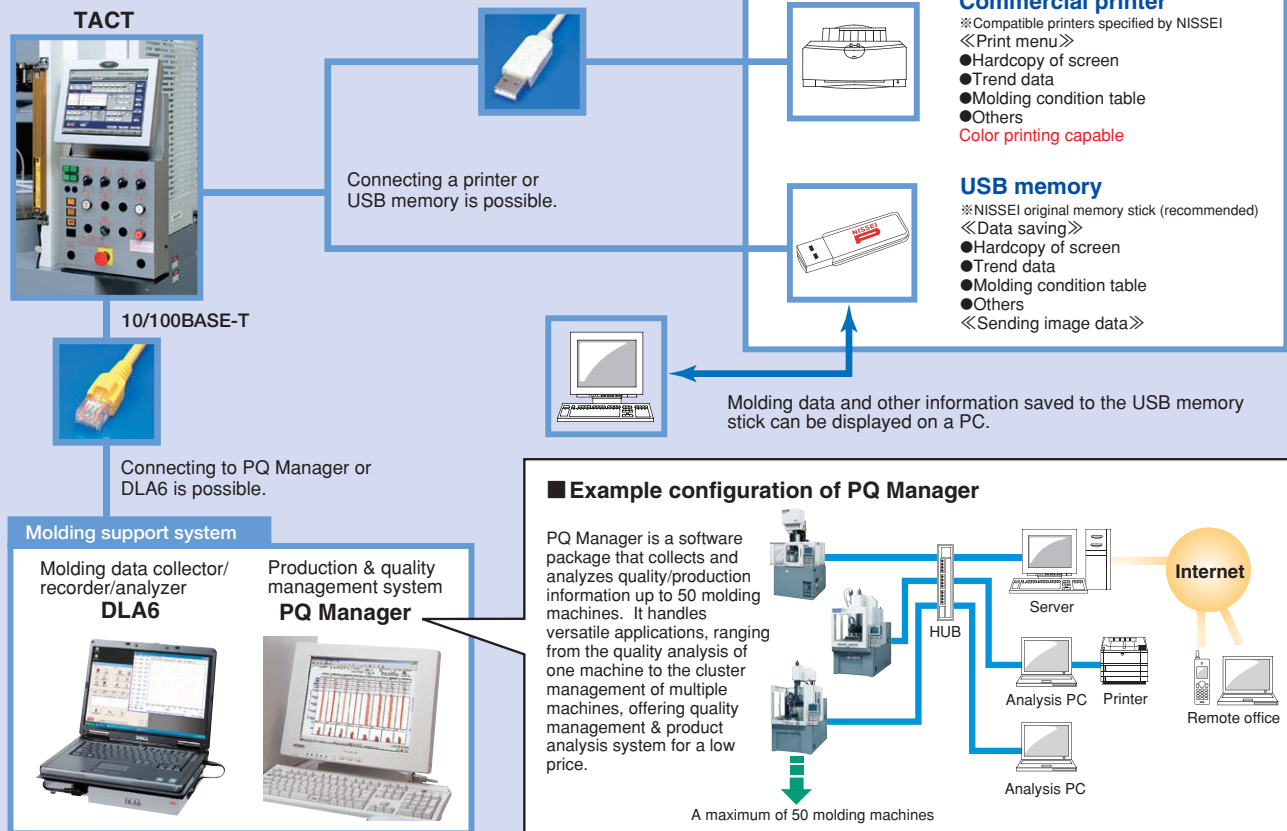 TACT
Commercial printer
※Compatible printers specified by NISSEI
≪Print menu≫
●Hardcopy of screen
●Trend data
●Molding condition table
●Others
Color printing capable
Connecting a printer or
USB memory is possible.
USB memory
※NISSEI original memory stick (recommended)
≪Data saving≫
●Hardcopy of screen
●Trend data
●Molding condition table
●Others
≪Sending image data≫
NISSEI
10/100BASE-T
Molding data and other information saved to the USB memory
stick can be displayed on a PC.
Connecting to PQ Manager or
DLA6 is possible.
Molding support system
Molding data collector/
recorder/analyzer
DLA6
Production & quality
management system
PQ Manager
DELL
DLA6
■Example configuration of PQ Manager
PQ Manager is a software
package that collects and
analyzes quality/production
information up to 50 molding
machines. It handles
versatile applications, ranging
from the quality analysis of
one machine to the cluster
management of multiple
machines, offering quality
management & product
analysis system for a low
price.
HUB
Server
Internet
Analysis PC
Printer
Remote office
Analysis PC
A maximum of 50 molding machines